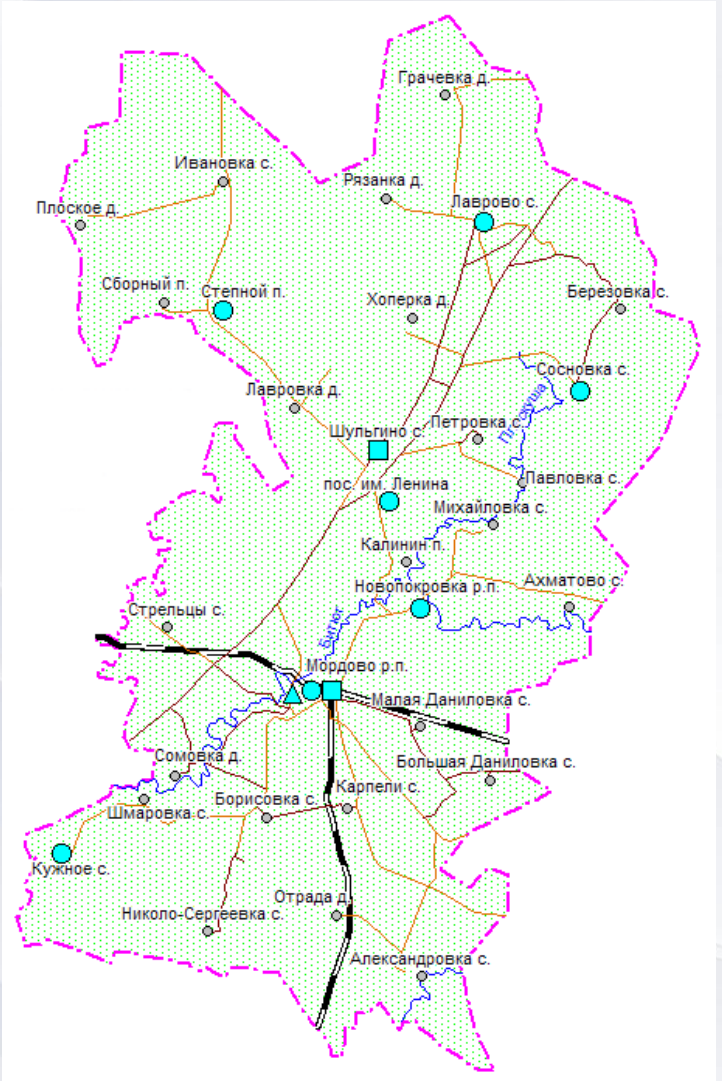 Грачевка д.
Ивановка с.
Рязанка д.
Лаврово с.
Плоское д.
Сборный п.
Степной п.
Хоперка д.
Березовка с.
Сосновка с.
Лавровка д.
Плоскуша
Петровка с.
Шульгино с.
Павловка с.
пос. им. Ленина
Михайловка с.
Калинин п.
Новопокровка р.п.
Ахматово с.
Стрельцы с.
Битюг
Мордово р.п.
Малая Даниловка с.
Сомовка д.
Большая Даниловка с.
Карпели с.
Борисовка с.
Шмаровка с.
Кужное с.
Отрада д.
Николо-Сергеевка с.
Александровка с.